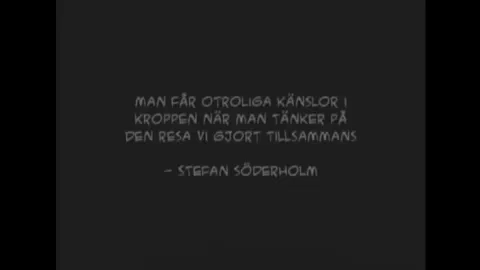 MAN FÅR OTROLIGA KÄNSLOR I
KROPPEN NÄR MAN TÄNKER PÅ
DEN RESA VI GJORT TILLSAMMANS
- STEFAN SÖDERHOLM